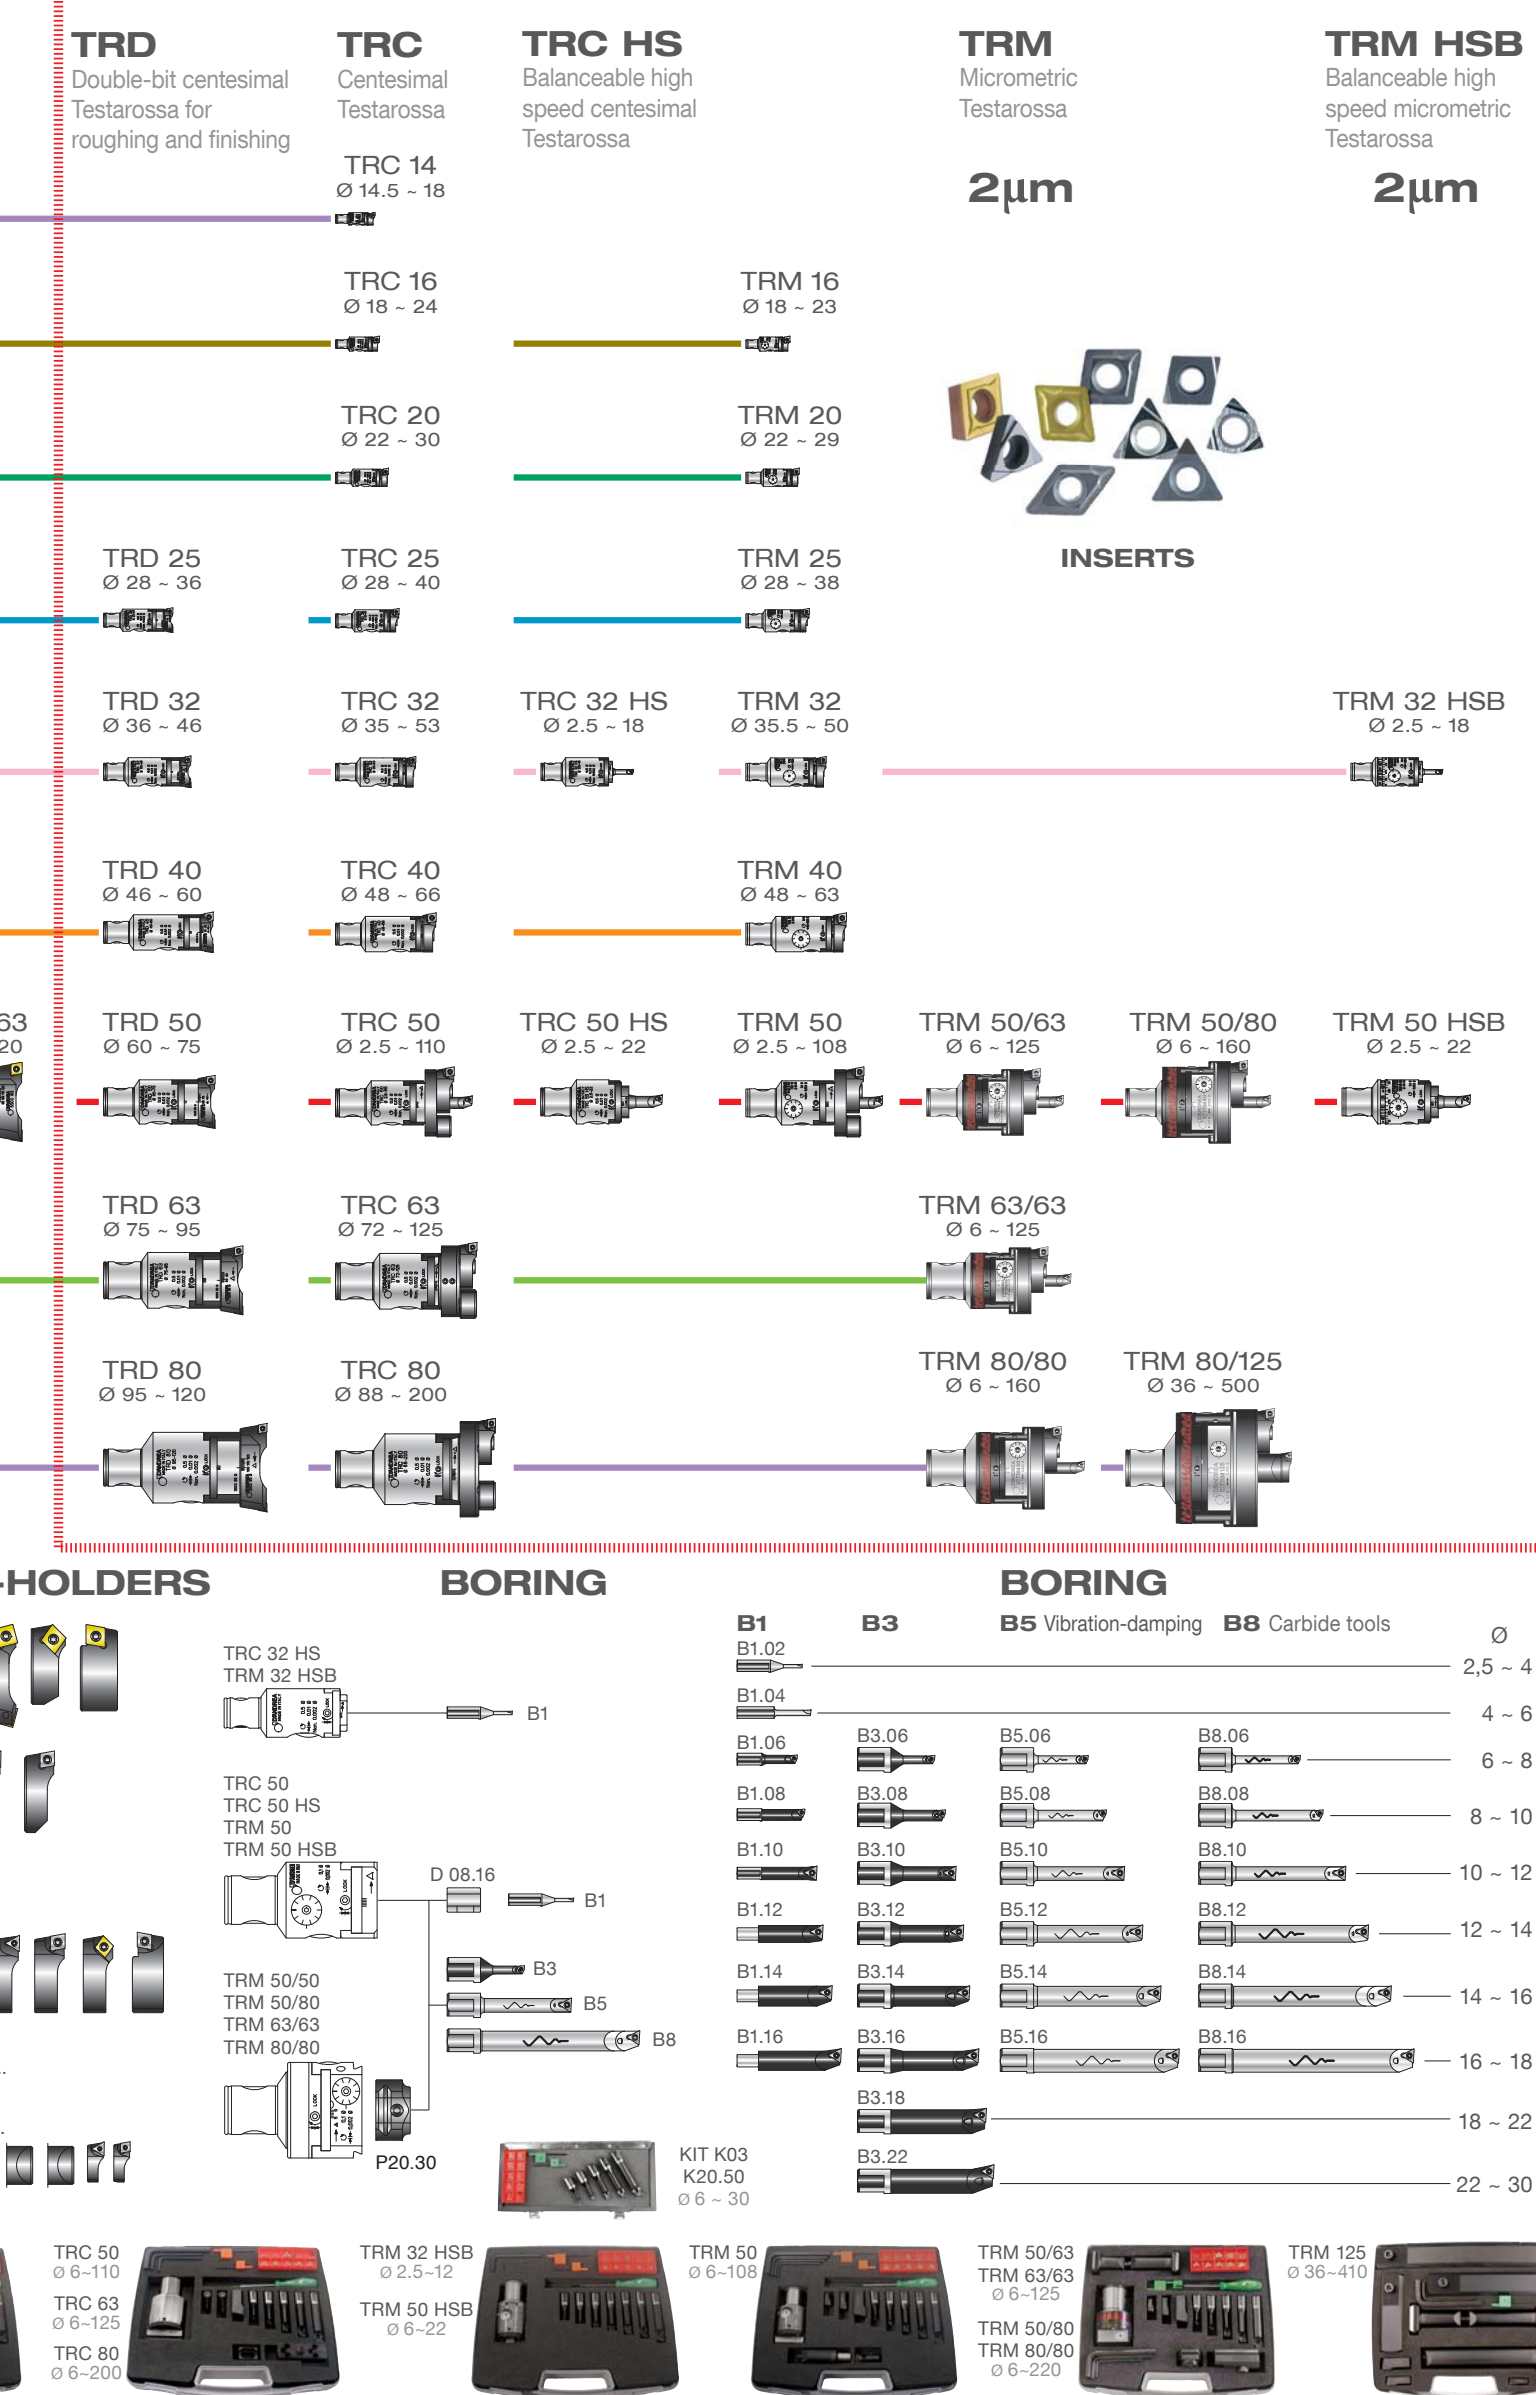 TRD
Double-bit centesimal
Testarossa for
roughing and finishing
TRC
Centesimal
Testarossa
TRC HS
Balanceable high
speed centesimal
Testarossa
TRM
Micrometric
Testarossa
2μm
TRM HSB
Balanceable high
speed micrometric
Testarossa
2μm
TRC 14
Ø 14.5 ~ 18
TRC 16
Ø 18 ~ 24
TRM 16
Ø 18 ~ 23
TRC 20
Ø 22 ~ 30
TRM 20
Ø 22 ~ 29
INSERTS
TRD 25
Ø 28 ~ 36
TRC 25
Ø 28 ~ 40
TRM 25
Ø 28 ~ 38
TRD 32
Ø 36 ~ 46
TRC 32
Ø 35 ~ 53
TRC 32 HS
Ø 2.5 ~ 18
TRM 32
Ø 35.5 ~ 50
TRM 32 HSB
Ø 2.5 ~ 18
TRD 40
Ø 46 ~ 60
TRC 40
Ø 48 ~ 66
TRM 40
Ø 48 ~ 63
63
20
TRD 50
Ø 60 ~ 75
TRC 50
Ø 2.5 ~ 110
TRC 50 HS
Ø 2.5 ~ 22
TRM 50
Ø 2.5 ~ 108
TRM 50/63
Ø 6 ~ 125
TRM 50/80
Ø 6 ~ 160
TRM 50 HSB
Ø 2.5 ~ 22
TRD 63
Ø 75 ~ 95
TRC 63
Ø 72 ~ 125
TRM 63/63
Ø 6 ~ 125
TRD 80
Ø 95 ~ 120
TRC 80
Ø 88 ~ 200
TRM 80/80
Ø 6 ~ 160
TRM 80/125
Ø 36 ~ 500
-HOLDERS
BORING
TRC 32 HS
TRM 32 HSB
B1
TRC 50
TRC 50 HS
TRM 50
TRM 50 HSB
D 08.16
B1
B3
B5
B8
TRM 50/50
TRM 50/80
TRM 63/63
TRM 80/80
P20.30
KIT K03
K20.50
Ø 6 ~ 30
BORING
B1
B3
B5 Vibration-damping
B8 Carbide tools
Ø
B1.02
2,5 ~ 4
B1.04
4 ~ 6
B1.06 B3.06 B5.06 B8.06
6 ~ 8
B1.08 B3.08 B5.08 B8.08
8 ~ 10
B1.10 B3.10 B5.10 B8.10
10 ~ 12
B1.12 B3.12 B5.12 B8.12
12 ~ 14
B1.14 B3.14 B5.14 B8.14
14 ~ 16
B1.16 B3.16 B5.16 B8.16
16 ~ 18
B3.18
18 ~ 22
B3.22
22 ~ 30
TRC 50
Ø 6~110
TRC 63
Ø 6~125
TRC 80
Ø 6~200
TRM 32 HSB
Ø 2.5~12
TRM 50 HSB
Ø 6~22
TRM 50
Ø 6~108
TRM 50/63
TRM 63/63
Ø 6~125
TRM 50/80
TRM 80/80
Ø 6~220
TRM 125
Ø 36~410